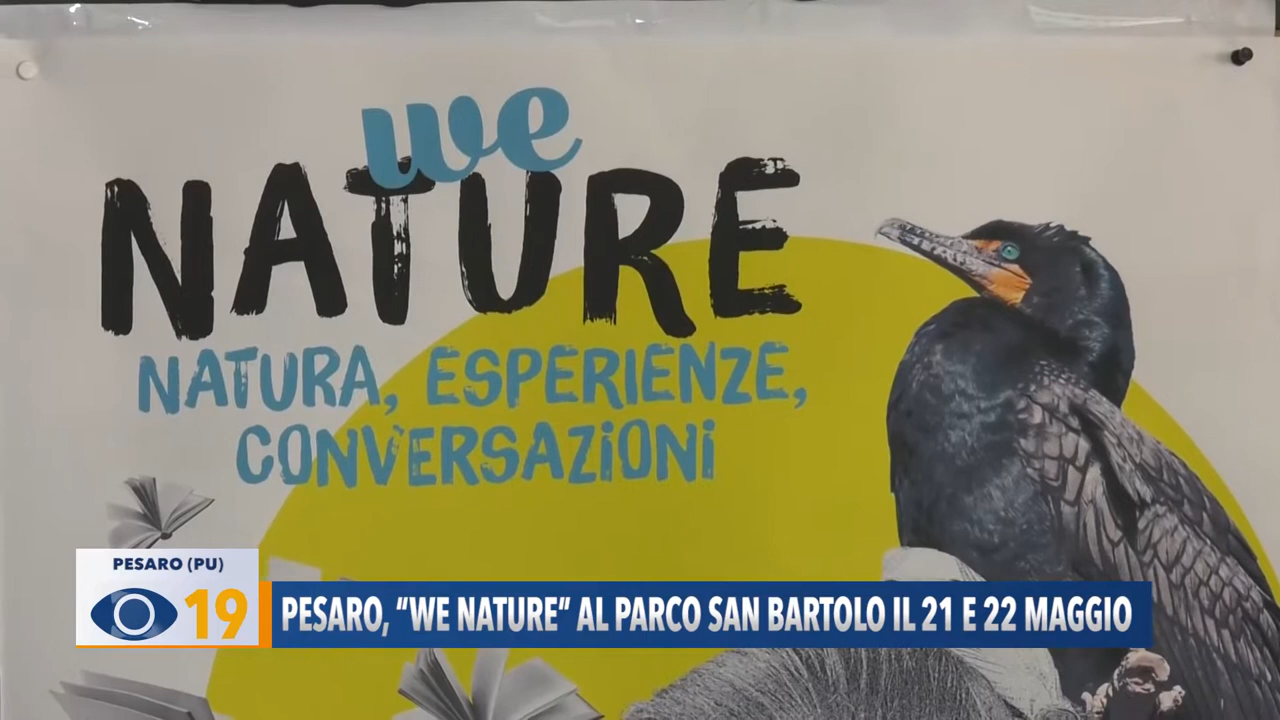 we
NATURE
NATURA, ESPERIENZE,
CONVERSAZIONI
PESARO (PU)
19
PESARO, “WE NATURE” AL PARCO SAN BARTOLO IL 21 E 22 MAGGIO